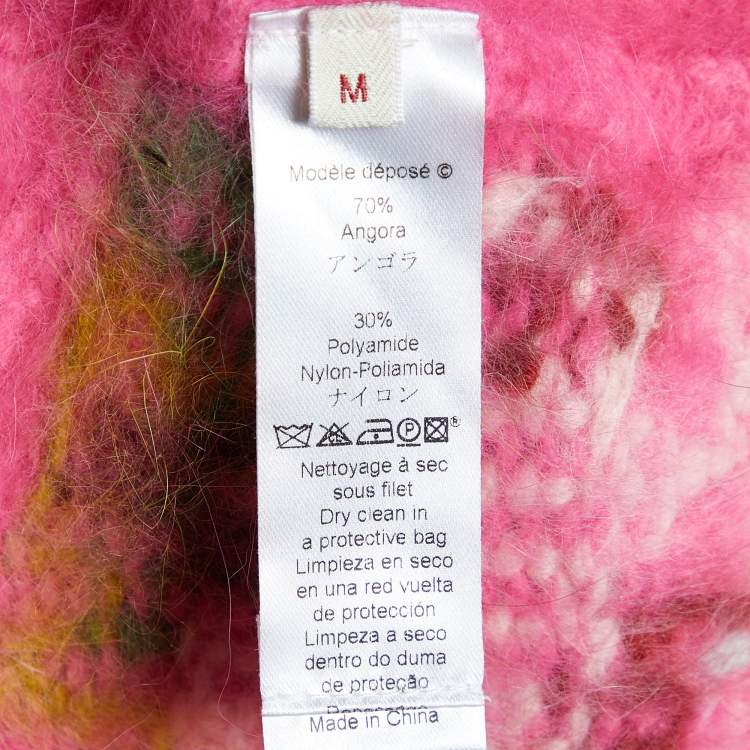 M
Modèle déposé ©
70%
Angora
アンゴラ
30%
Polyamide
Nylon-Poliamida
ナイロン
Nettoyage à sec
sous filet
Dry clean in
a protective bag
Limpieza en seco
en una red vuelta
de protección
Limpeza a seco
dentro do duma
de proteção
Made in China